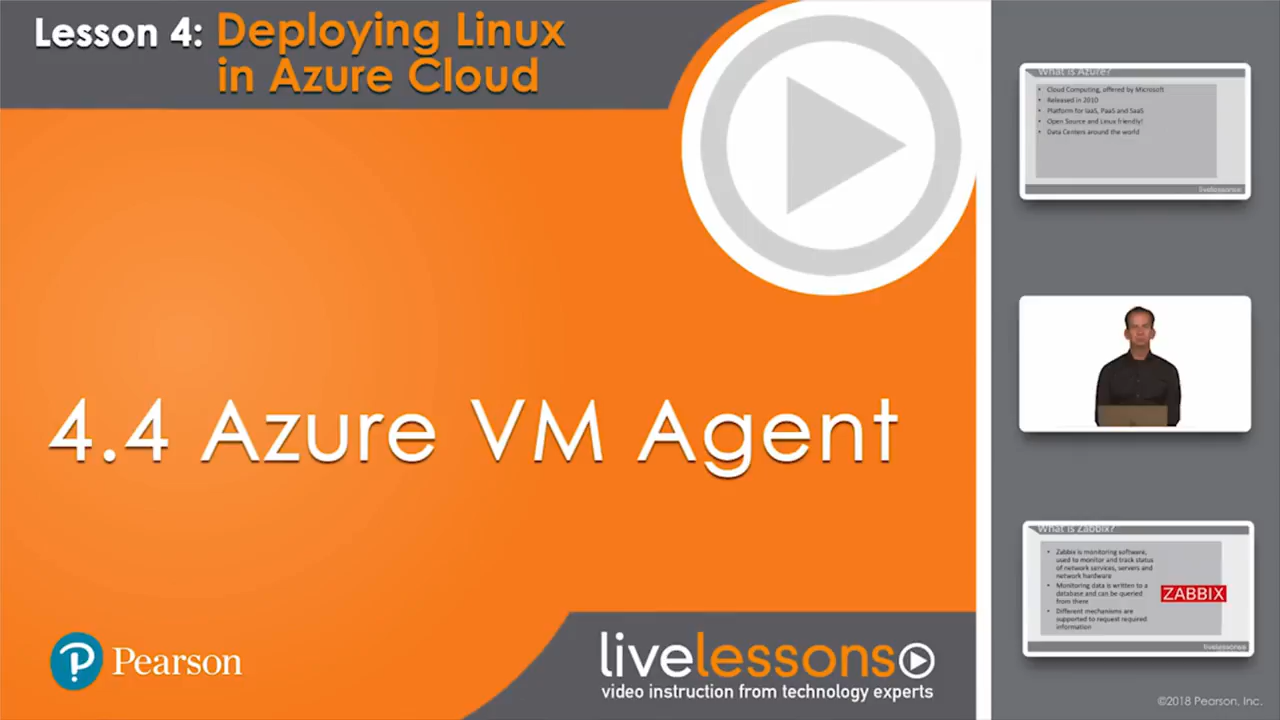 Lesson 4: Deploying Linux
in Azure Cloud
4.4 Azure VM Agent
Pearson
livelessons
video instruction from technology experts
What is Azure?
• Cloud Computing, offered by Microsoft
• Released in 2010
• Platform for IaaS, PaaS and SaaS
• Open Source and Linux friendly!
• Data Centers around the world
livelessons
What is Zabbix?
• Zabbix is monitoring software,
used to monitor and track status
of network services, servers and
network hardware
• Monitoring data is written to a
database and can be queried
from there
• Different mechanisms are
supported to request required
information
ZABBIX
livelessons
©2018 Pearson, Inc.